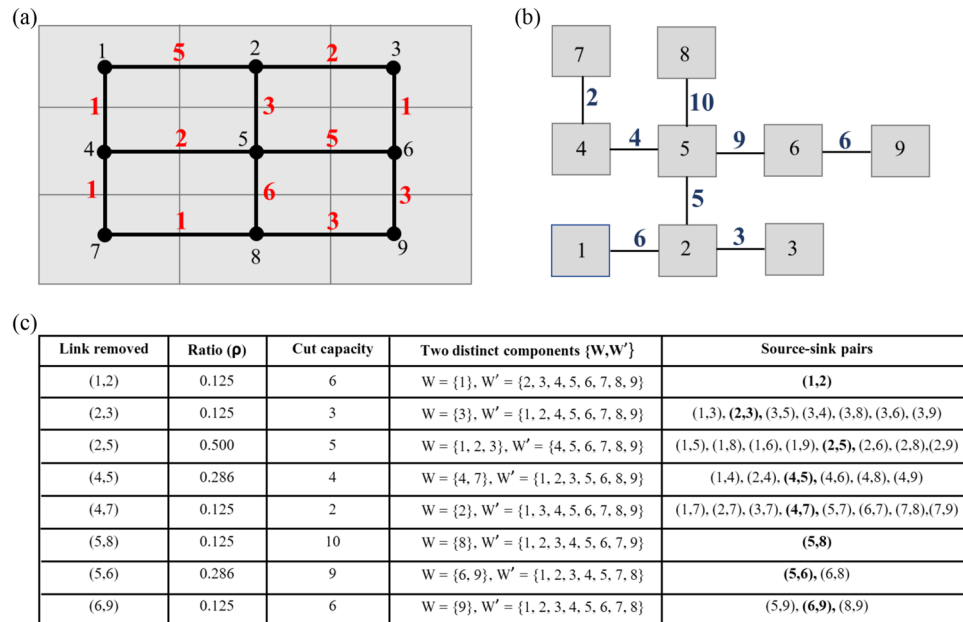 (a)
(b)
1 5 2 2 3
1 3 1
4 2 5 5 6
1 6 3
7 1 8 3 9
7 8
2 10
4 4 5 9 6 6 9
5
1 6 2 3 3
(c)
Link removed Ratio (ρ) Cut capacity Two distinct components {W,W′} Source-sink pairs
(1,2) 0.125 6 W = {1}, W′ = {2, 3, 4, 5, 6, 7, 8, 9} (1,2)
(2,3) 0.125 3 W = {3}, W′ = {1, 2, 4, 5, 6, 7, 8, 9} (1,3), (2,3), (3,5), (3,4), (3,8), (3,6), (3,9)
(2,5) 0.500 5 W = {1, 2, 3}, W′ = {4, 5, 6, 7, 8, 9} (1,5), (1,8), (1,6), (1,9), (2,5), (2,6), (2,8),(2,9)
(4,5) 0.286 4 W = {4, 7}, W′ = {1, 2, 3, 5, 6, 8, 9} (1,4), (2,4), (4,5), (4,6), (4,8), (4,9)
(4,7) 0.125 2 W = {2}, W′ = {1, 3, 4, 5, 6, 7, 8, 9} (1,7), (2,7), (3,7), (4,7), (5,7), (6,7), (7,8),(7,9)
(5,8) 0.125 10 W = {8}, W′ = {1, 2, 3, 4, 5, 6, 7, 9} (5,8)
(5,6) 0.286 9 W = {6, 9}, W′ = {1, 2, 3, 4, 5, 7, 8} (5,6), (6,8)
(6,9) 0.125 6 W = {9}, W′ = {1, 2, 3, 4, 5, 6, 7, 8} (5,9), (6,9), (8,9)